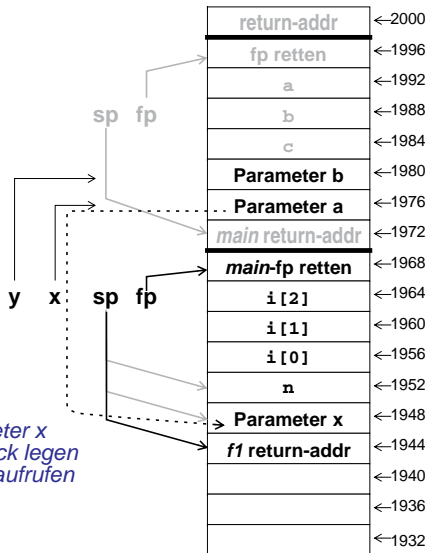 return-addr ←2000
fp retten ←1996
a ←1992
sp fp b ←1988
c ←1984
Parameter b ←1980
Parameter a ←1976
main return-addr ←1972
main-fp retten ←1968
y x sp fp i[2] ←1964
i[1] ←1960
i[0] ←1956
n ←1952
Parameter x ←1948
f1 return-addr ←1944
←1940
←1936
←1932
eter x
ck legen
aufrufen